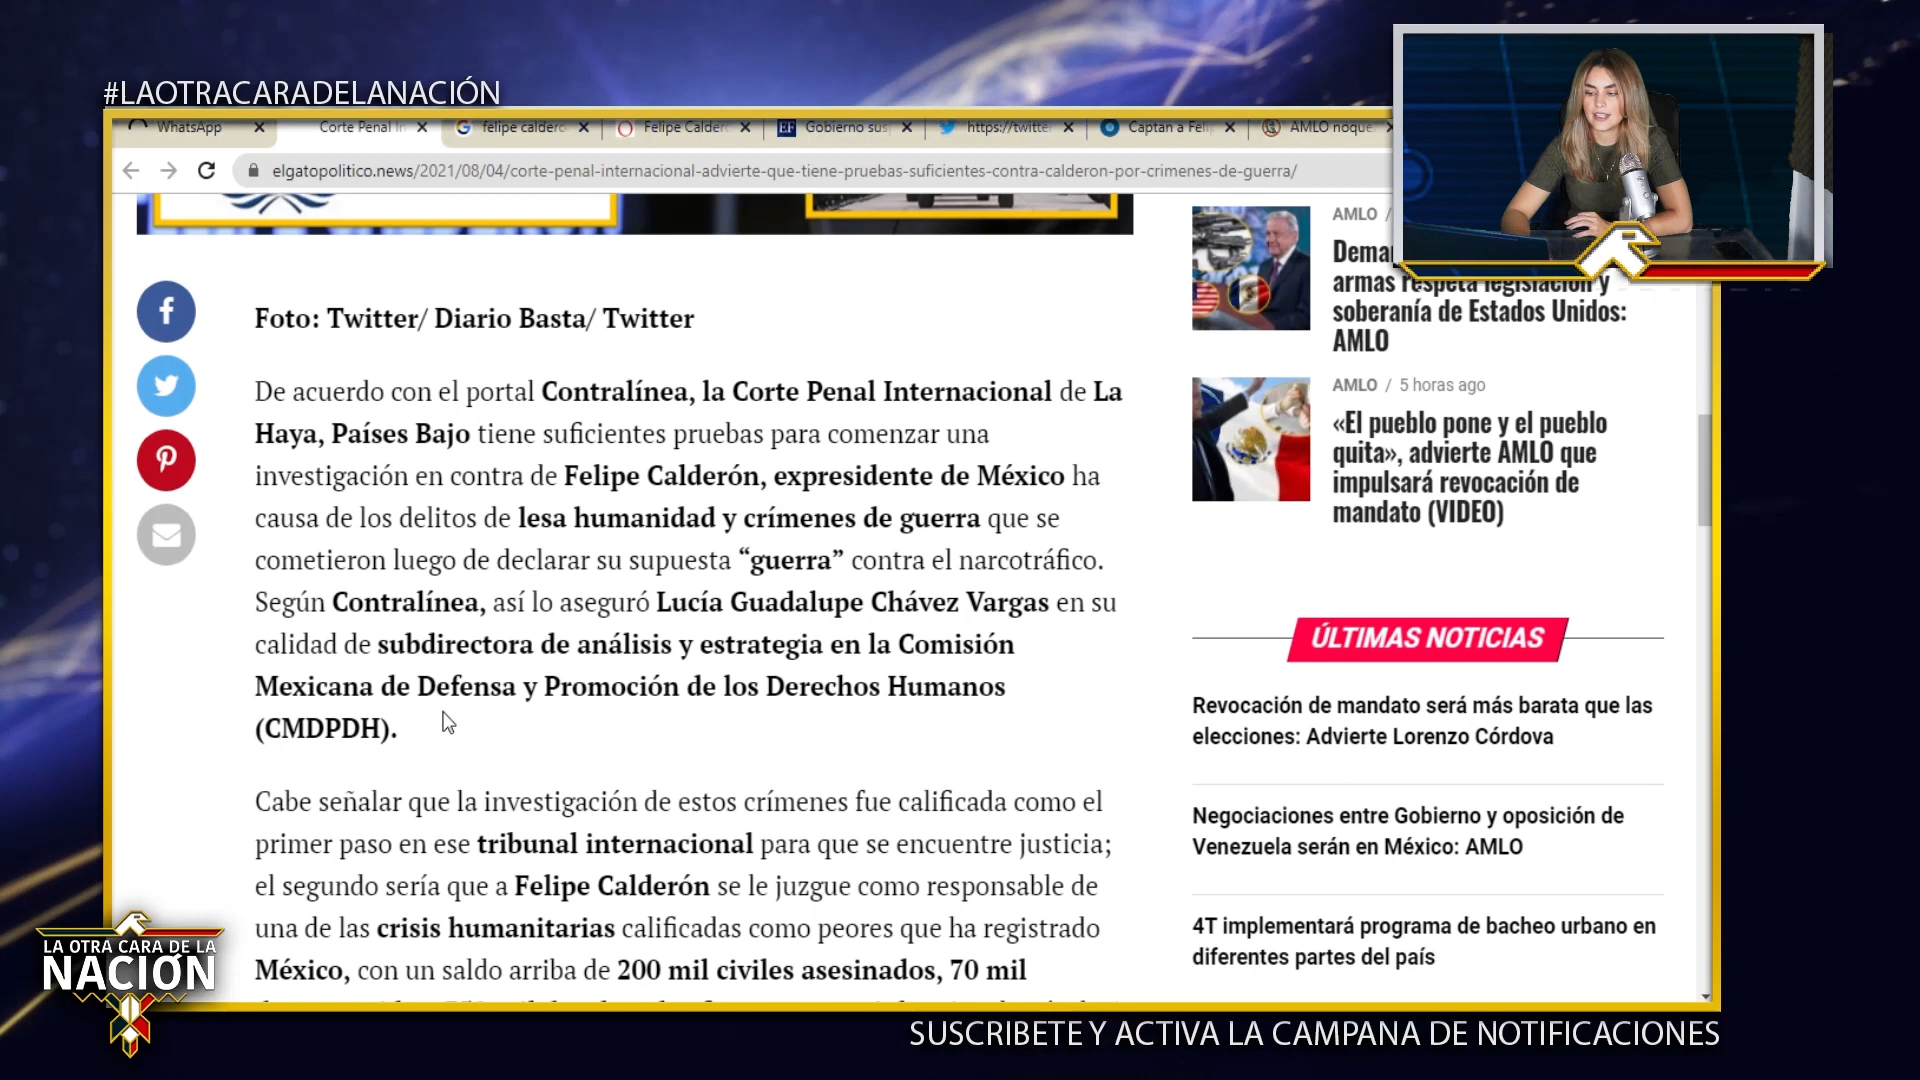 #LAOTRACARADELANACIÓN
WhatsApp
Corte Penal In
felipe caldero
Felipe Calder
Gobierno sus
https://twitte
Captan a Feli
AMLO noque
elgatopolitico.news/2021/08/04/corte-penal-internacional-advierte-que-tiene-pruebas-suficientes-contra-calderon-por-crimenes-de-guerra/
Foto: Twitter/ Diario Basta/ Twitter
De acuerdo con el portal Contralínea, la Corte Penal Internacional de La
Haya, Países Bajo tiene suficientes pruebas para comenzar una
investigación en contra de Felipe Calderón, expresidente de México ha
causa de los delitos de lesa humanidad y crímenes de guerra que se
cometieron luego de declarar su supuesta “guerra” contra el narcotráfico.
Según Contralínea, así lo aseguró Lucía Guadalupe Chávez Vargas en su
calidad de subdirectora de análisis y estrategia en la Comisión
Mexicana de Defensa y Promoción de los Derechos Humanos
(CMDPDH).
Cabe señalar que la investigación de estos crímenes fue calificada como el
primer paso en ese tribunal internacional para que se encuentre justicia;
el segundo sería que a Felipe Calderón se le juzgue como responsable de
una de las crisis humanitarias calificadas como peores que ha registrado
México, con un saldo arriba de 200 mil civiles asesinados, 70 mil
AMLO /
Dema
armas respeta legislación y
soberanía de Estados Unidos:
AMLO
AMLO / 5 horas ago
«El pueblo pone y el pueblo
quita», advierte AMLO que
impulsará revocación de
mandato (VIDEO)
ÚLTIMAS NOTICIAS
Revocación de mandato será más barata que las
elecciones: Advierte Lorenzo Córdova
Negociaciones entre Gobierno y oposición de
Venezuela serán en México: AMLO
4T implementará programa de bacheo urbano en
diferentes partes del país
LA OTRA CARA DE LA
NACIÓN
SUSCRIBETE Y ACTIVA LA CAMPANA DE NOTIFICACIONES